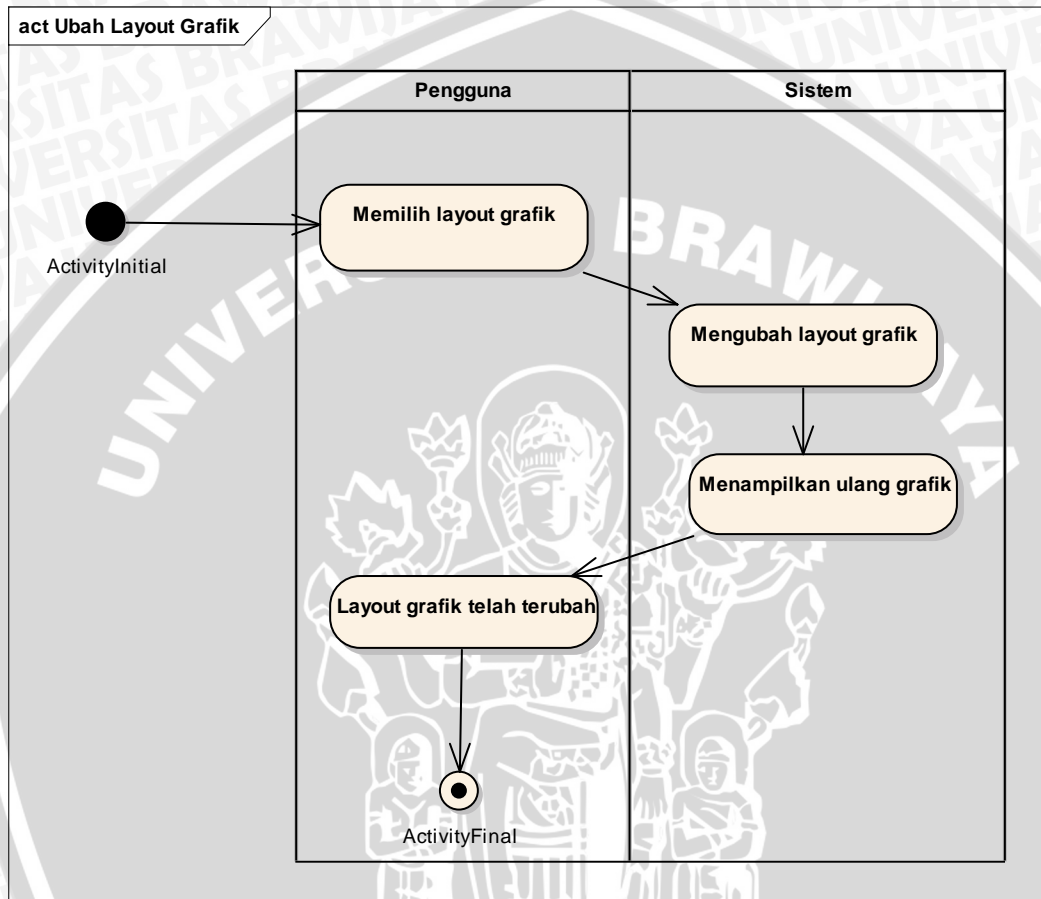 act Ubah Layout Grafik
Pengguna
Sistem
ActivityInitial
Memilih layout grafik
Mengubah layout grafik
Menampilkan ulang grafik
Layout grafik telah terubah
ActivityFinal